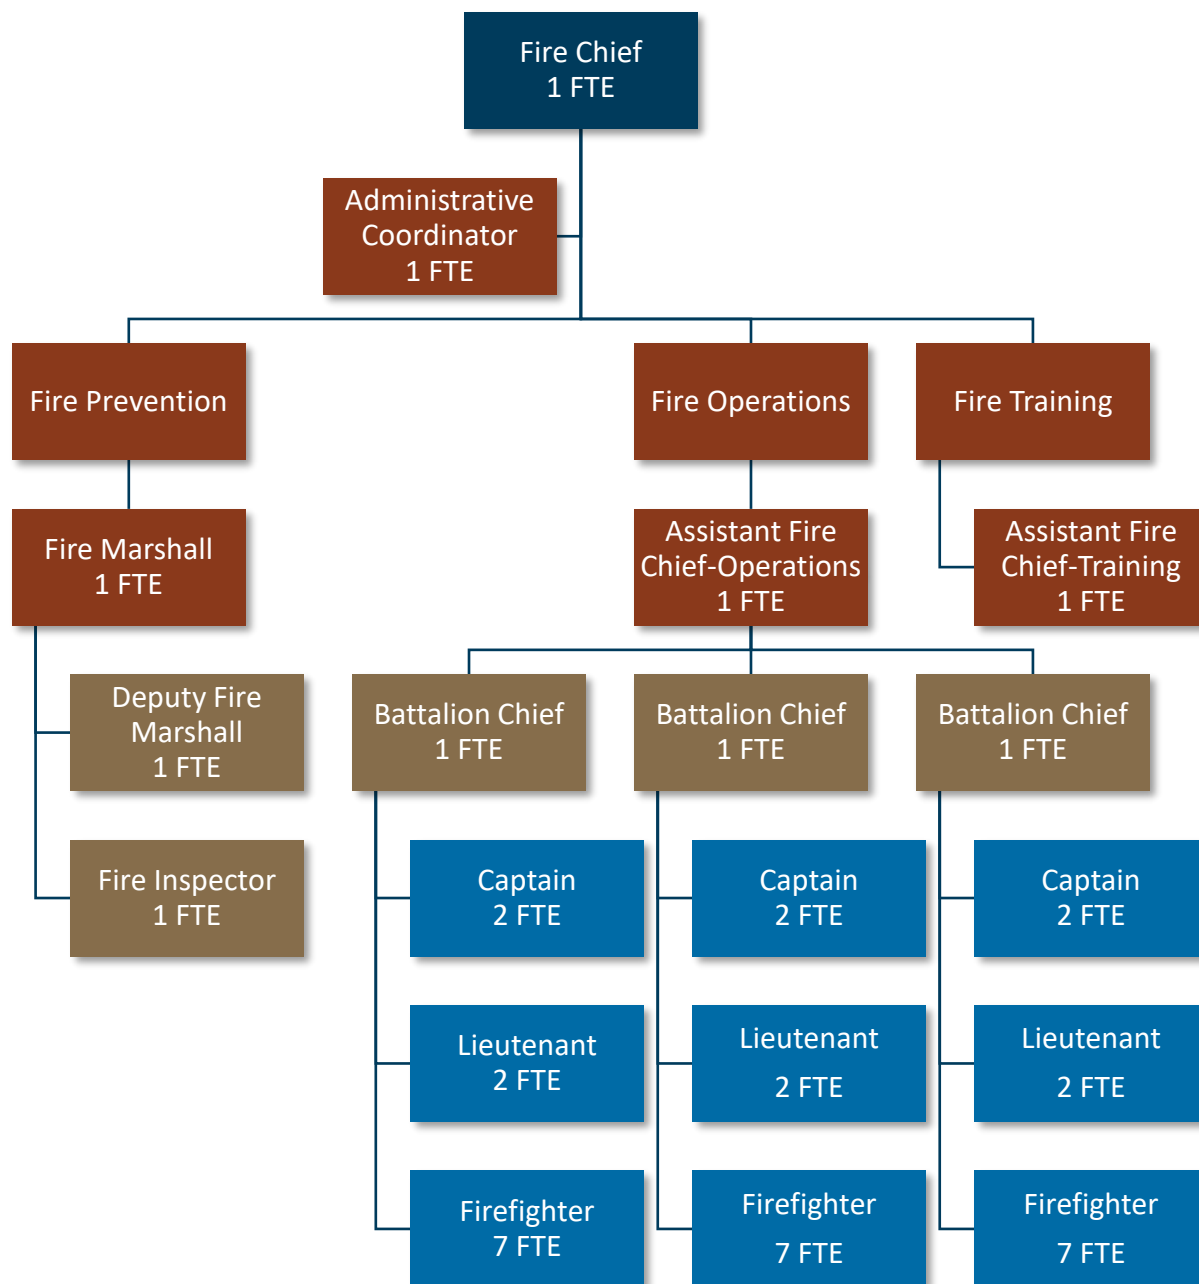 Fire Chief
1 FTE
Administrative
Coordinator
1 FTE
Fire Prevention
Fire Operations
Fire Training
Fire Marshall
1 FTE
Assistant Fire
Chief-Operations
1 FTE
Assistant Fire
Chief-Training
1 FTE
Deputy Fire
Marshall
1 FTE
Battalion Chief
1 FTE
Battalion Chief
1 FTE
Battalion Chief
1 FTE
Fire Inspector
1 FTE
Captain
2 FTE
Captain
2 FTE
Captain
2 FTE
Lieutenant
2 FTE
Lieutenant
2 FTE
Lieutenant
2 FTE
Firefighter
7 FTE
Firefighter
7 FTE
Firefighter
7 FTE